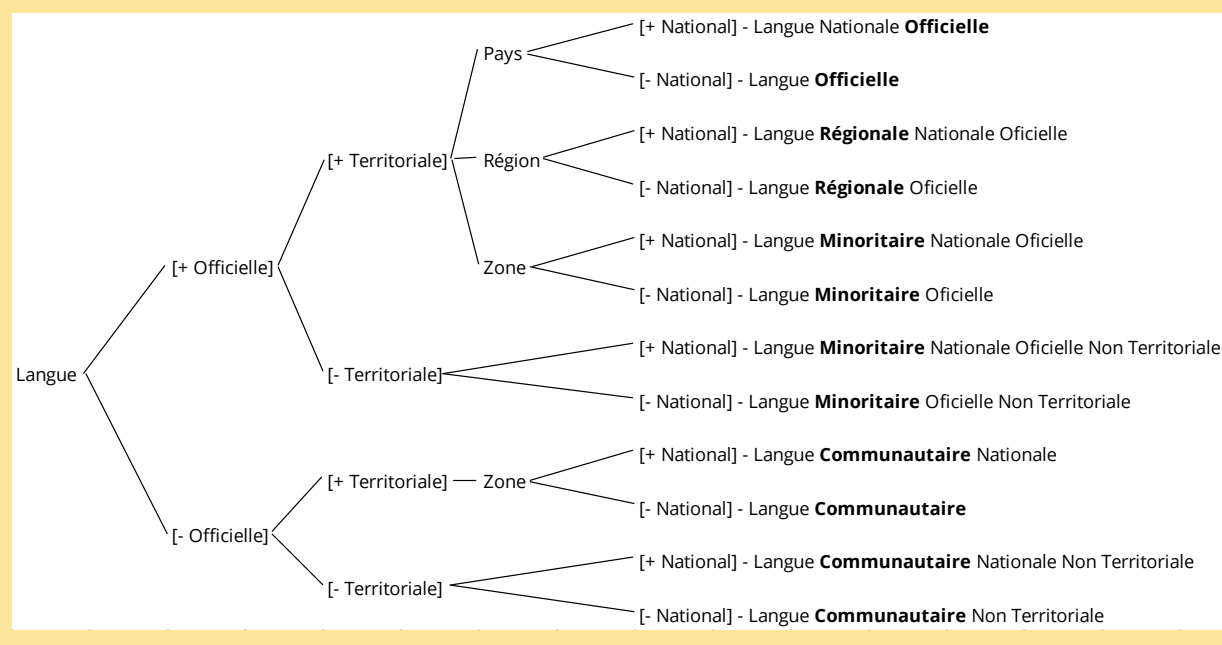 [+ National] - Langue Nationale Officielle
Pays
[- National] - Langue Officielle
[+ National] - Langue Régionale Nationale Oficielle
[+ Territoriale]
Région
[- National] - Langue Régionale Oficielle
[+ National] - Langue Minoritaire Nationale Oficielle
[+ Officielle]
Zone
[- National] - Langue Minoritaire Oficielle
[+ National] - Langue Minoritaire Nationale Oficielle Non Territoriale
Langue
[- Territoriale]
[- National] - Langue Minoritaire Oficielle Non Territoriale
[+ National] - Langue Communautaire Nationale
[+ Territoriale]
Zone
[- National] - Langue Communautaire
[- Officielle]
[+ National] - Langue Communautaire Nationale Non Territoriale
[- Territoriale]
[- National] - Langue Communautaire Non Territoriale